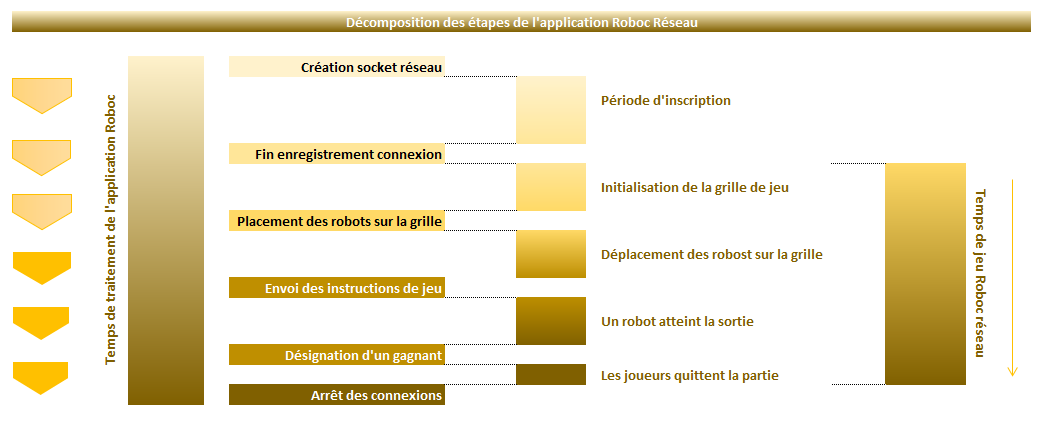 Décomposition des étapes de l'application Roboc Réseau
Temps de traitement de l'application Roboc
Création socket réseau
Période d'inscription
Fin enregistrement connexion
Initialisation de la grille de jeu
Placement des robots sur la grille
Déplacement des robost sur la grille
Envoi des instructions de jeu
Un robot atteint la sortie
Désignation d'un gagnant
Les joueurs quittent la partie
Arrêt des connexions
Temps de jeu Roboc réseau